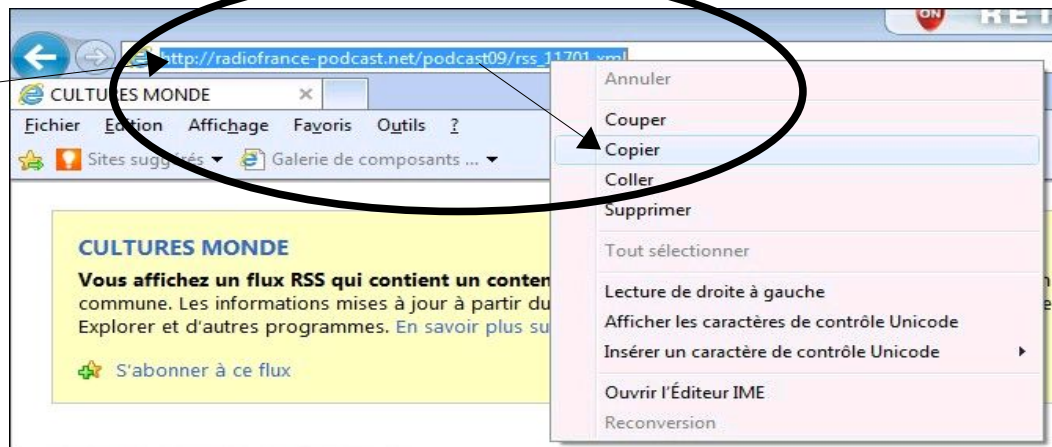 ON RET
http://radiofrance-podcast.net/podcast09/rss_11701.xml
CULTURES MONDE
Fichier Edition Affichage Favoris Outils ?
Sites suggérés Galerie de composants ...
Annuler
Couper
Copier
Coller
Supprimer
Tout sélectionner
Lecture de droite à gauche
Afficher les caractères de contrôle Unicode
Insérer un caractère de contrôle Unicode
Ouvrir l'Éditeur IME
Reconversion
CULTURES MONDE
Vous affichez un flux RSS qui contient un conten
commune. Les informations mises à jour à partir du
Explorer et d'autres programmes. En savoir plus su
S'abonner à ce flux